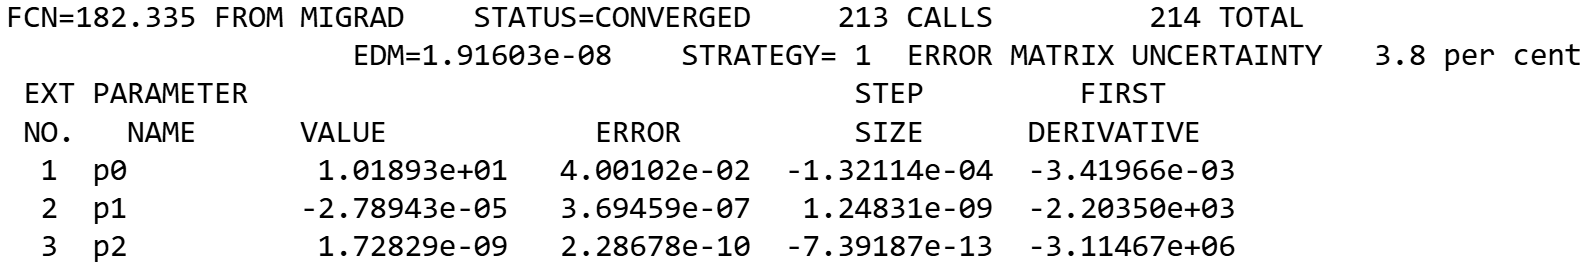 FCN=182.335 FROM MIGRAD    STATUS=CONVERGED     213 CALLS         214 TOTAL
                    EDM=1.91603e-08    STRATEGY= 1  ERROR MATRIX UNCERTAINTY   3.8 per cent
 EXT PARAMETER                                   STEP         FIRST
 NO.   NAME      VALUE            ERROR          SIZE      DERIVATIVE
  1  p0           1.01893e+01   4.00102e-02  -1.32114e-04  -3.41966e-03
  2  p1          -2.78943e-05   3.69459e-07   1.24831e-09  -2.20350e+03
  3  p2           1.72829e-09   2.28678e-10  -7.39187e-13  -3.11467e+06